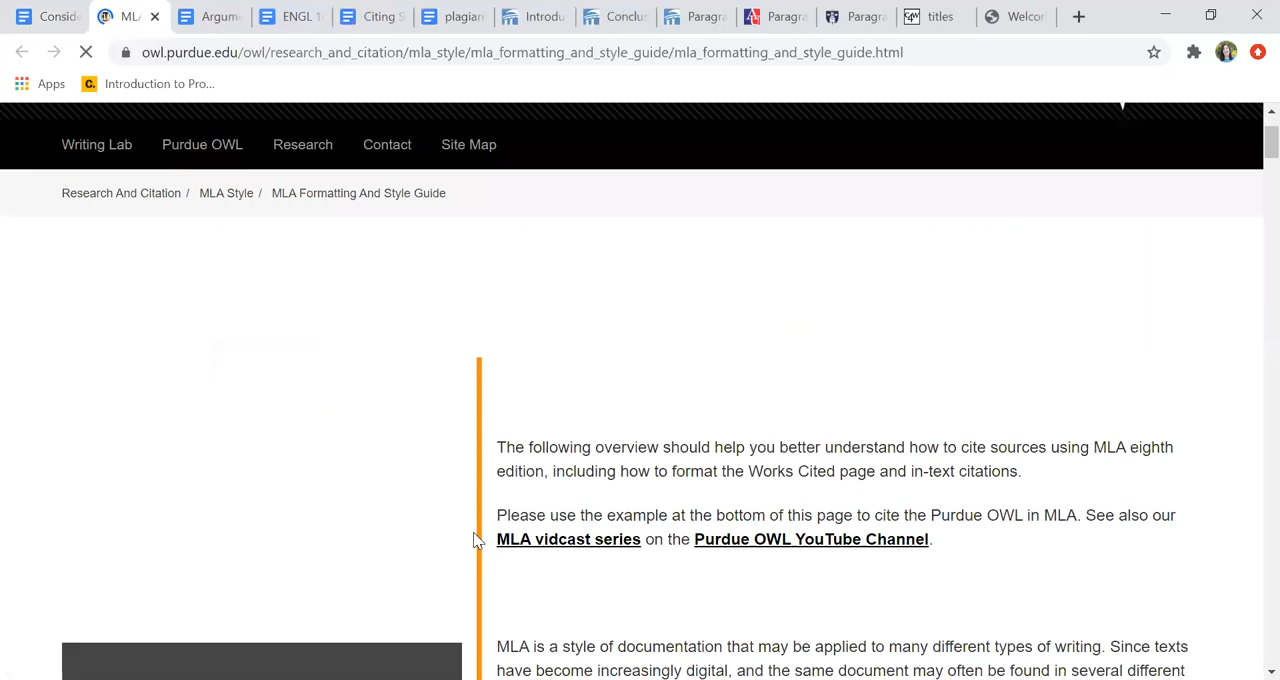 Consid
MLA
Argum
ENGL 1
Citing S
plagiari
Introdu
Conclus
Paragra
Paragra
Paragra
titles
Welcom
owl.purdue.edu/owl/research_and_citation/mla_style/mla_formatting_and_style_guide/mla_formatting_and_style_guide.html
Apps
C.
Introduction to Pro...
Writing Lab
Purdue OWL
Research
Contact
Site Map
Research And Citation / MLA Style / MLA Formatting And Style Guide
The following overview should help you better understand how to cite sources using MLA eighth
edition, including how to format the Works Cited page and in-text citations.
Please use the example at the bottom of this page to cite the Purdue OWL in MLA. See also our
MLA vidcast series on the Purdue OWL YouTube Channel.
MLA is a style of documentation that may be applied to many different types of writing. Since texts
have become increasingly digital, and the same document may often be found in several different